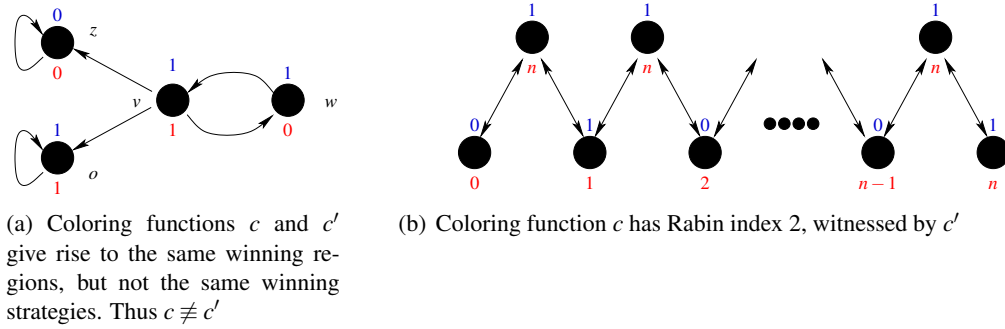 0
z
0
1
1
v
w
1
0
1
o
1
1
1
1
n
n
n
0
1
0
0
1
0
1
2
n − 1
n
(a) Coloring functions c and c′
give rise to the same winning re-
gions, but not the same winning
strategies. Thus c ≢ c′
(b) Coloring function c has Rabin index 2, witnessed by c′